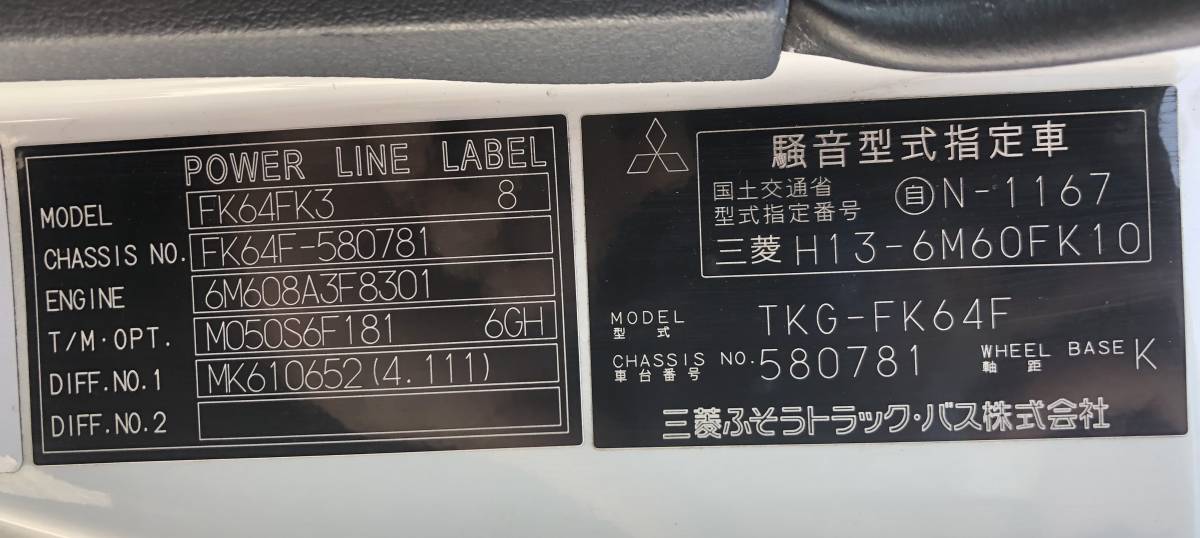 POWER LINE LABEL
MODEL FK64FK3 8
CHASSIS NO. FK64F-580781
ENGINE 6M608A3F8301
T/M・OPT. M050S6F181 6GH
DIFF.NO.1 MK610652(4.111)
DIFF.NO.2
騒音型式指定車
国土交通省
型式指定番号 自N-1167
三菱 H13-6M60FK10
MODEL TKG-FK64F
型式
CHASSIS NO. 580781 WHEEL BASE K
車台番号 軸距
三菱ふそうトラック・バス株式会社